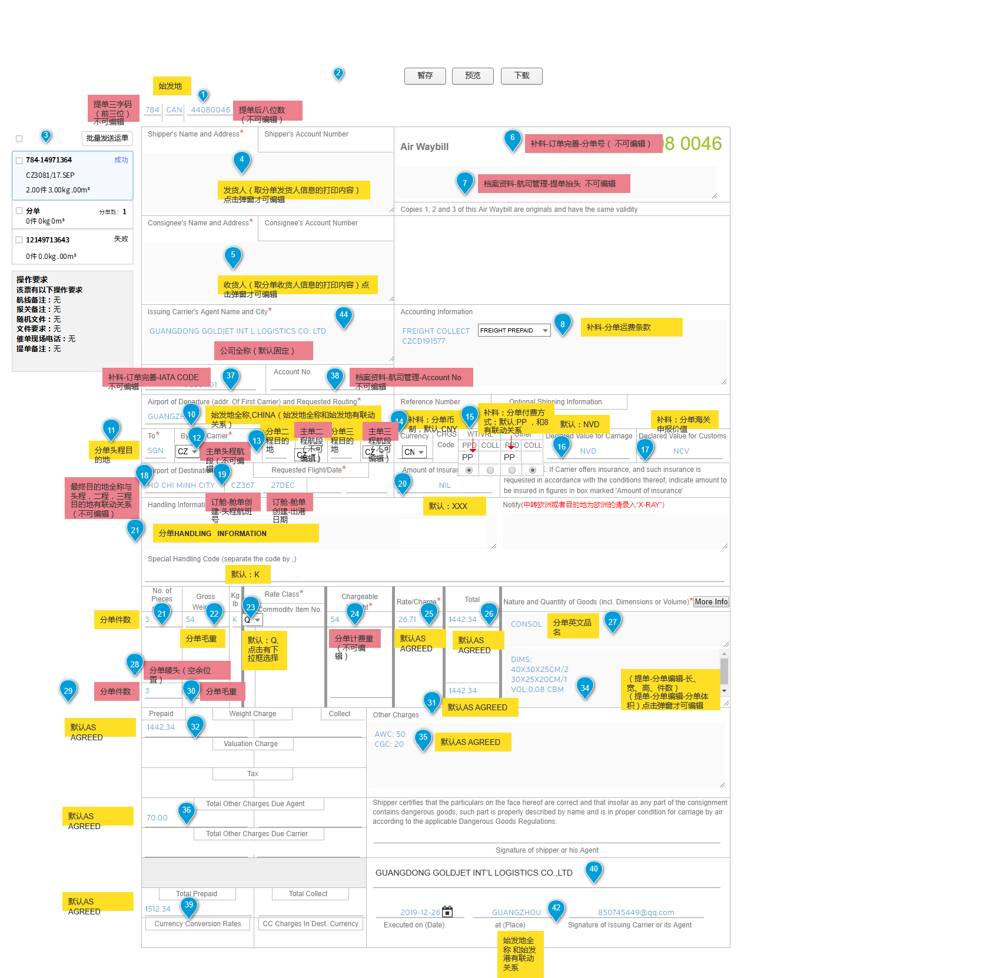 2
暂存
预览
下载
始发地
1
提单三字码
（前三位）
不可编辑
784
CAN
44080046
提单后八位数
（不可编辑）
3
批量发送运单
784-14971364
成功
CZ3081/17.SEP
2.00件 3.00kg .00m³
分单
分单数：1
0件 0kg 0m³
12149713643
失败
0件 0.0kg .00m³
操作要求
该票有以下操作要求
航线备注：无
报关备注：无
随机文件：无
文件要求：无
催单现场电话：无
提单备注：无
Shipper's Name and Address*
Shipper's Account Number
4
发货人（取分单发货人信息的打印内容）
点击弹窗才可编辑
Air Waybill
6
补料-订单完善-分单号（ 不可编辑）
08 0046
7
档案资料-航司管理-提单抬头 不可编辑
Copies 1, 2 and 3 of this Air Waybill are originals and have the same validity
Consignee's Name and Address*
Consignee's Account Number
5
收货人（取分单收货人信息的打印内容）点
击弹窗才可编辑
Issuing Carrier's Agent Name and City*
44
GUANGDONG GOLDJET INT L LOGISTICS CO. LTD
公司全称（默认固定）
Accounting Information
FREIGHT COLLECT
CZCD191577
FREIGHT PREPAID
8
补料-分单运费条款
补料-订单完善-IATA CODE
不可编辑
37
Account No.
38
档案资料-航司管理-Account No
不可编辑
Airport of Departure (addr. Of First Carrier) and Requested Routing*
10
始发地全称,CHINA（始发地全称和始发地有联动
关系）
Reference Number
Optional Shipping Information
14
补料：分单币
制，默认:CNY
15
补料：分单付费方
式：默认:PP ，和8
有联动关系
默认：NVD
补料：分单海关
申报价值
11
分单头程目
的地
To*
SGN
12
By
Carrier*
CZ
主单头程航
段（不可编
13
分单二
程目的
地
主单二
程航段
（不可
编辑）
分单三
程目的
地
主单三
程航段
（不可
编辑）
Currency
CN
CHGS
Code
WT/VAL
Other
PPD
COLL
PPD
COLL
PP
PP
Declared Value for Carriage
16
NVD
Declared Value for Customs
17
NCV
18
最终目的地全称与
头程，二程，三程
目的地有联动关系
（不可编辑）
HO CHI MINH CITY
19
Requested Flight/Date*
CZ367
27DEC
订舱-舱单创
建-头程航班
号
订舱-舱单
创建-出港
日期
20
NIL
If Carrier offers insurance, and such insurance is
requested in accordance with the conditions thereof, indicate amount to
be insured in figures in box marked 'Amount of insurance'
默认：XXX
21
分单HANDLING INFORMATION
Notify(中转欧洲或者目的地为欧洲的请录入“X-RAY”)
Special Handling Code (separate the code by ,)
默认：K
No. of
Pieces
Gross
Kg
lb
Rate Class*
Commodity Item No.
Chargeable
Rate/Charge*
Total
Nature and Quantity of Goods (incl. Dimensions or Volume)*
More Info
分单件数
3
21
54
22
K
23
Q
54
24
26.71
25
1442.34
26
CONSOL
分单英文品
名
27
分单毛重
默认：Q,
点击有下
拉框选择
分单计费重
（不可编
辑）
默认AS
AGREED
默认AS
AGREED
28
分单唛头（空余位
置）
DIMS:
40X30X25CM/2
30X25X20CM/1
VOL:0.08 CBM
34
（提单-分单编辑-长、
宽、高、件数）
（提单-分单编辑-分单体
积）点击弹窗才可编辑
29
分单件数
3
30
分单毛重
1442.34
31
默认AS AGREED
Prepaid
Weight Charge
Collect
Other Charges
默认AS
AGREED
1442.34
32
AWC: 50
CGC: 20
35
默认AS AGREED
Valuation Charge
Tax
Total Other Charges Due Agent
默认AS
AGREED
70.00
36
Total Other Charges Due Carrier
Shipper certifies that the particulars on the face hereof are correct and that insofar as any part of the consignment
contains dangerous goods, such part is properly described by name and is in proper condition for carriage by air
according to the applicable Dangerous Goods Regulations.
Signature of shipper or his Agent
GUANGDONG GOLDJET INT'L LOGISTICS CO.,LTD
40
Total Prepaid
Total Collect
默认AS
AGREED
1512.34
39
Currency Conversion Rates
CC Charges In Dest. Currency
2019-12-26
GUANGZHOU
42
850745449@qq.com
Executed on (Date)
at (Place)
Signature of Issuing Carrier or its Agent
始发地全
称 和始发
港有联动
关系